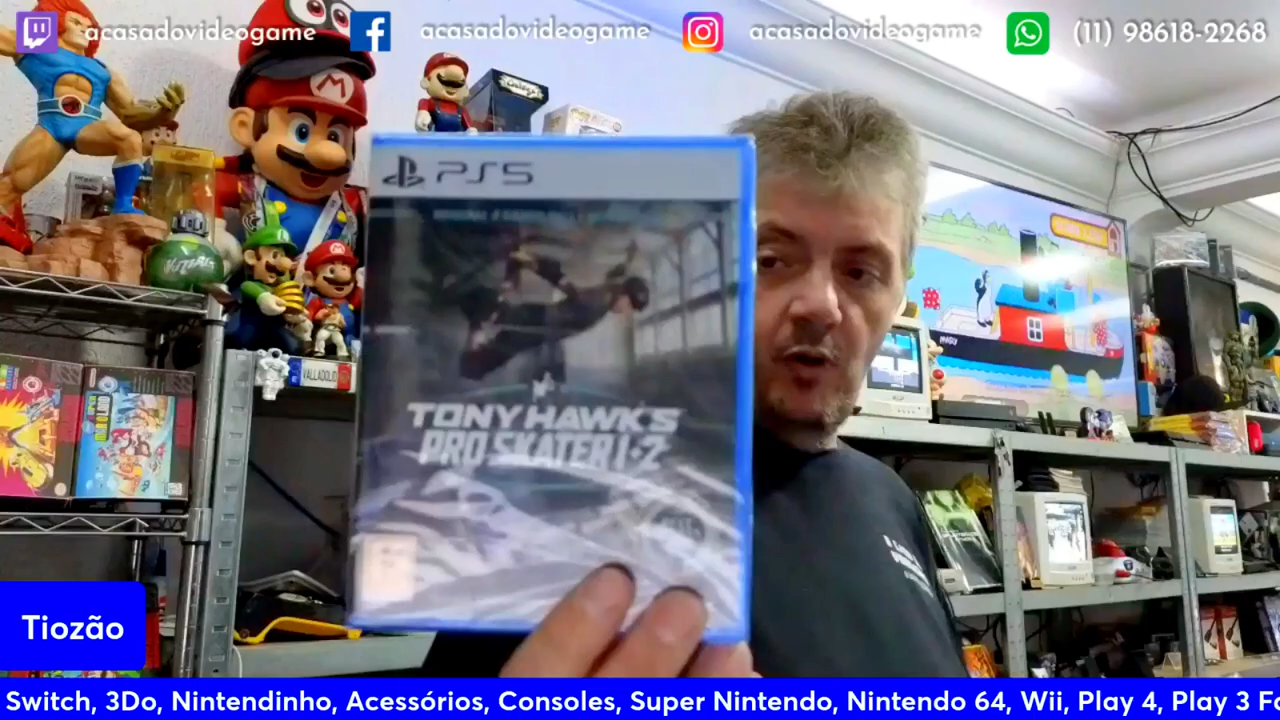 acasadovideogame
acasadovideogame
acasadovideogame
(11) 98618-2268
PS5
TONY HAWK'S
PRO SKATER 1+2
VALLADOLID
Tiozão
Switch, 3Do, Nintendinho, Acessórios, Consoles, Super Nintendo, Nintendo 64, Wii, Play 4, Play 3